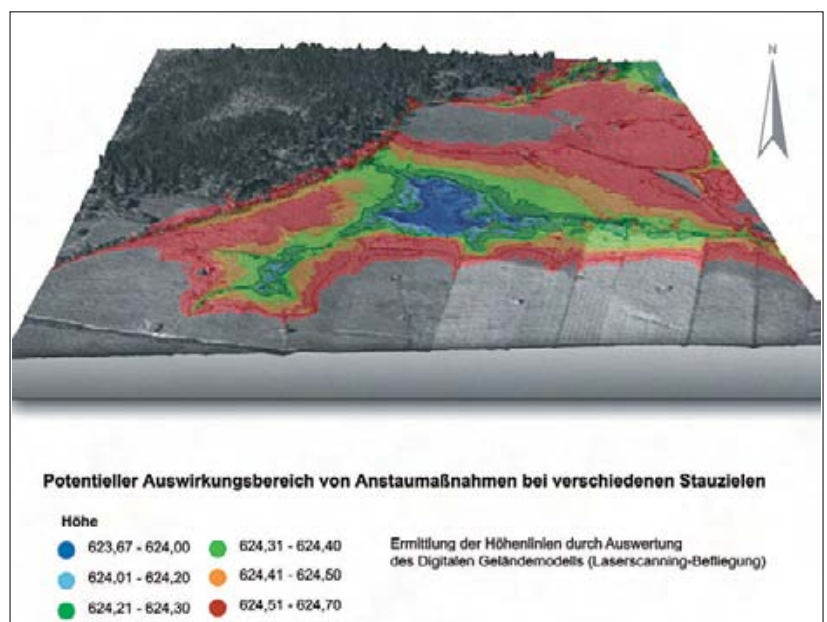 N
Potentieller Auswirkungsbereich von Anstaumaßnahmen bei verschiedenen Stauzielen
Höhe
623,67 - 624,00
624,01 - 624,20
624,21 - 624,30
624,31 - 624,40
624,41 - 624,50
624,51 - 624,70
Ermittlung der Höhenlinien durch Auswertung
des Digitalen Geländemodells (Laserscanning-Befliegung)